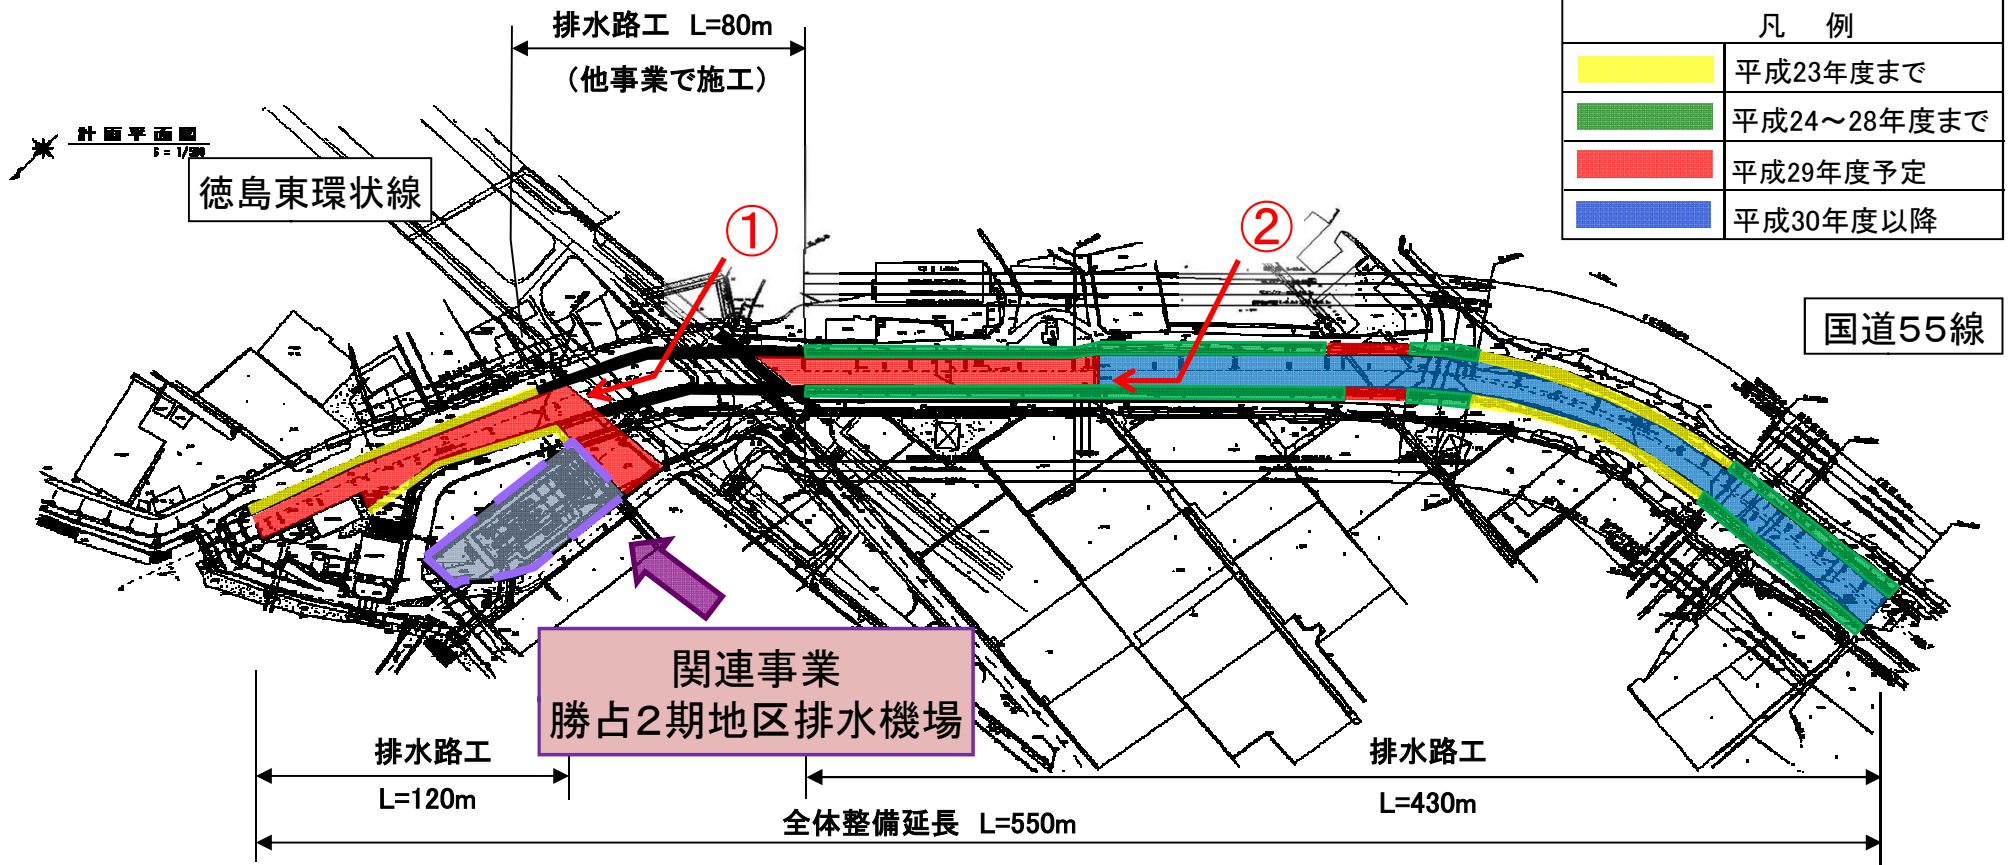 排水路工 L=80m
（他事業で施工）
凡 例
平成23年度まで
平成24～28年度まで
平成29年度予定
平成30年度以降
計画平面図
S = 1/500
徳島東環状線
①
②
国道55線
関連事業
勝占2期地区排水機場
排水路工
L=120m
排水路工
L=430m
全体整備延長 L=550m